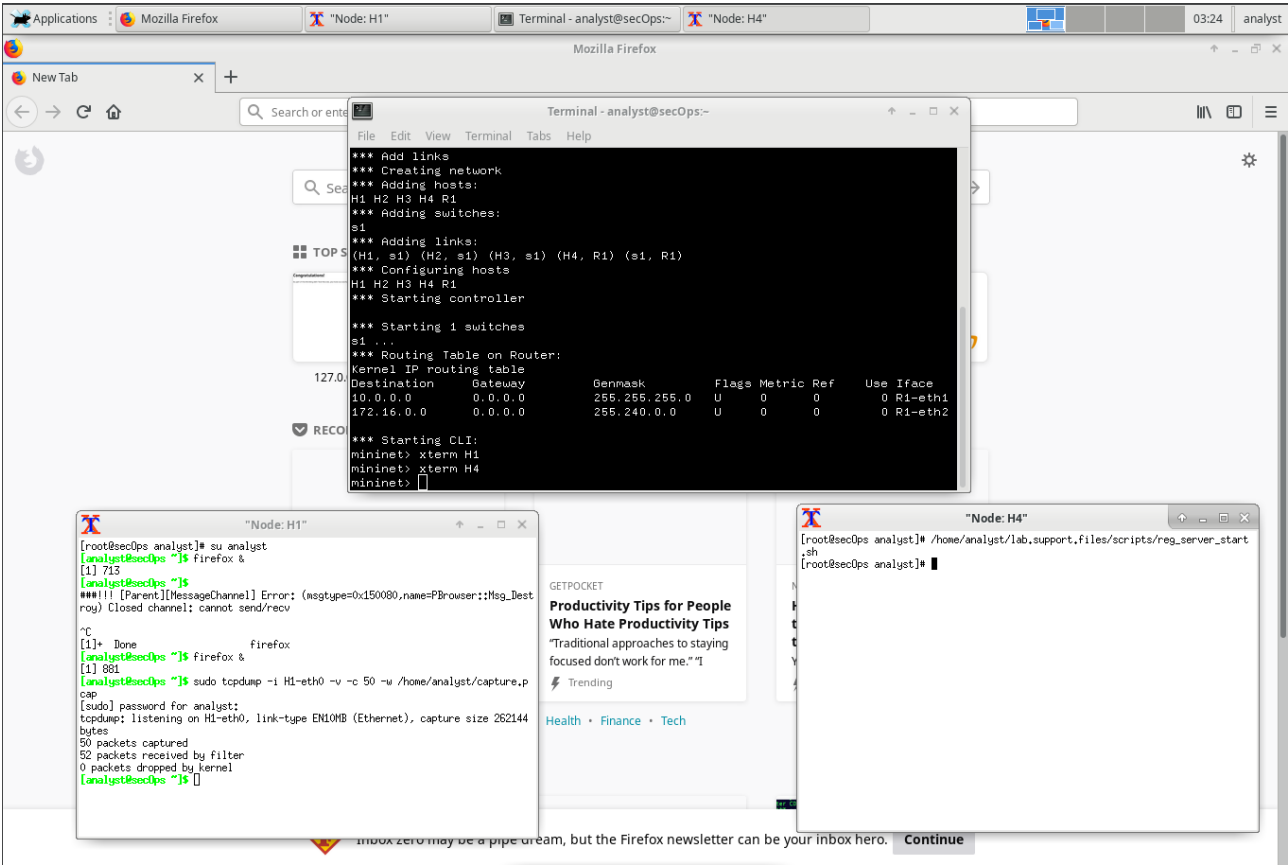 Applications
Mozilla Firefox
"Node: H1"
Terminal - analyst@secOps:~
"Node: H4"
03:24
analyst
Mozilla Firefox
New Tab
Search or ente
Terminal - analyst@secOps:~
File Edit View Terminal Tabs Help
*** Add links
*** Creating network
*** Adding hosts:
H1 H2 H3 H4 R1
*** Adding switches:
s1
*** Adding links:
(H1, s1) (H2, s1) (H3, s1) (H4, R1) (s1, R1)
*** Configuring hosts
H1 H2 H3 H4 R1
*** Starting controller
*** Starting 1 switches
s1 ...
*** Routing Table on Router:
Kernel IP routing table
Destination Gateway Genmask Flags Metric Ref Use Iface
10.0.0.0 0.0.0.0 255.255.255.0 U 0 0 0 R1-eth1
172.16.0.0 0.0.0.0 255.240.0.0 U 0 0 0 R1-eth2
*** Starting CLI:
mininet> xterm H1
mininet> xterm H4
mininet>
Sea
TOP S
127.0.
RECO
"Node: H1"
[root@secOps analyst]# su analyst
[analyst@secOps ~]$ firefox &
[1] 713
[analyst@secOps ~]$
###!!! [Parent][MessageChannel] Error: (msgtype=0x150080,name=PBrowser::Msg_Dest
roy) Closed channel: cannot send/recv
^C
[1]+ Done firefox
[analyst@secOps ~]$ firefox &
[1] 881
[analyst@secOps ~]$ sudo tcpdump -i H1-eth0 -v -c 50 -w /home/analyst/capture.p
cap
[sudo] password for analyst:
tcpdump: listening on H1-eth0, link-type EN10MB (Ethernet), capture size 262144
bytes
50 packets captured
52 packets received by filter
0 packets dropped by kernel
[analyst@secOps ~]$
GETPOCKET
Productivity Tips for People
Who Hate Productivity Tips
“Traditional approaches to staying
focused don’t work for me.” “I
Trending
Health • Finance • Tech
"Node: H4"
[root@secOps analyst]# /home/analyst/lab.support.files/scripts/reg_server_start
.sh
[root@secOps analyst]#
Inbox zero may be a pipe dream, but the Firefox newsletter can be your inbox hero.
Continue